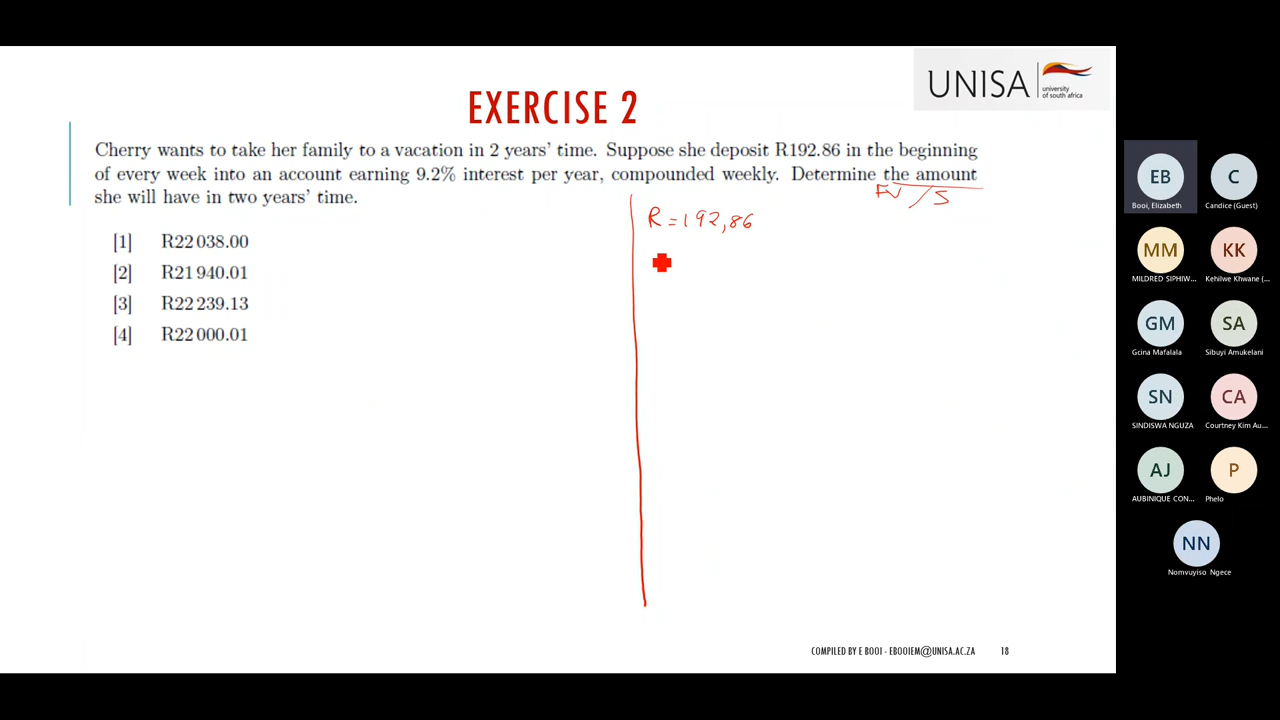 UNISA
university
of south africa
EXERCISE 2
Cherry wants to take her family to a vacation in 2 years' time. Suppose she deposit R192.86 in the beginning
of every week into an account earning 9.2% interest per year, compounded weekly. Determine the amount
she will have in two years' time.
FV / S
R = 192,86
[1] R22 038.00
[2] R21 940.01
[3] R22 239.13
[4] R22 000.01
COMPILED BY E BOOI - EBOOIEM@UNISA.AC.ZA 18
EB
Booi, Elizabeth
C
Candice (Guest)
MM
MILDRED SIPHIW...
KK
Kehilwe Khwane (...
GM
Gcina Mafalala
SA
Sibuyi Amukelani
SN
SINDISWA NGUZA
CA
Courtney Kim Au...
AJ
AUBINIQUE CON...
P
Phelo
NN
Nomvuyiso Ngece